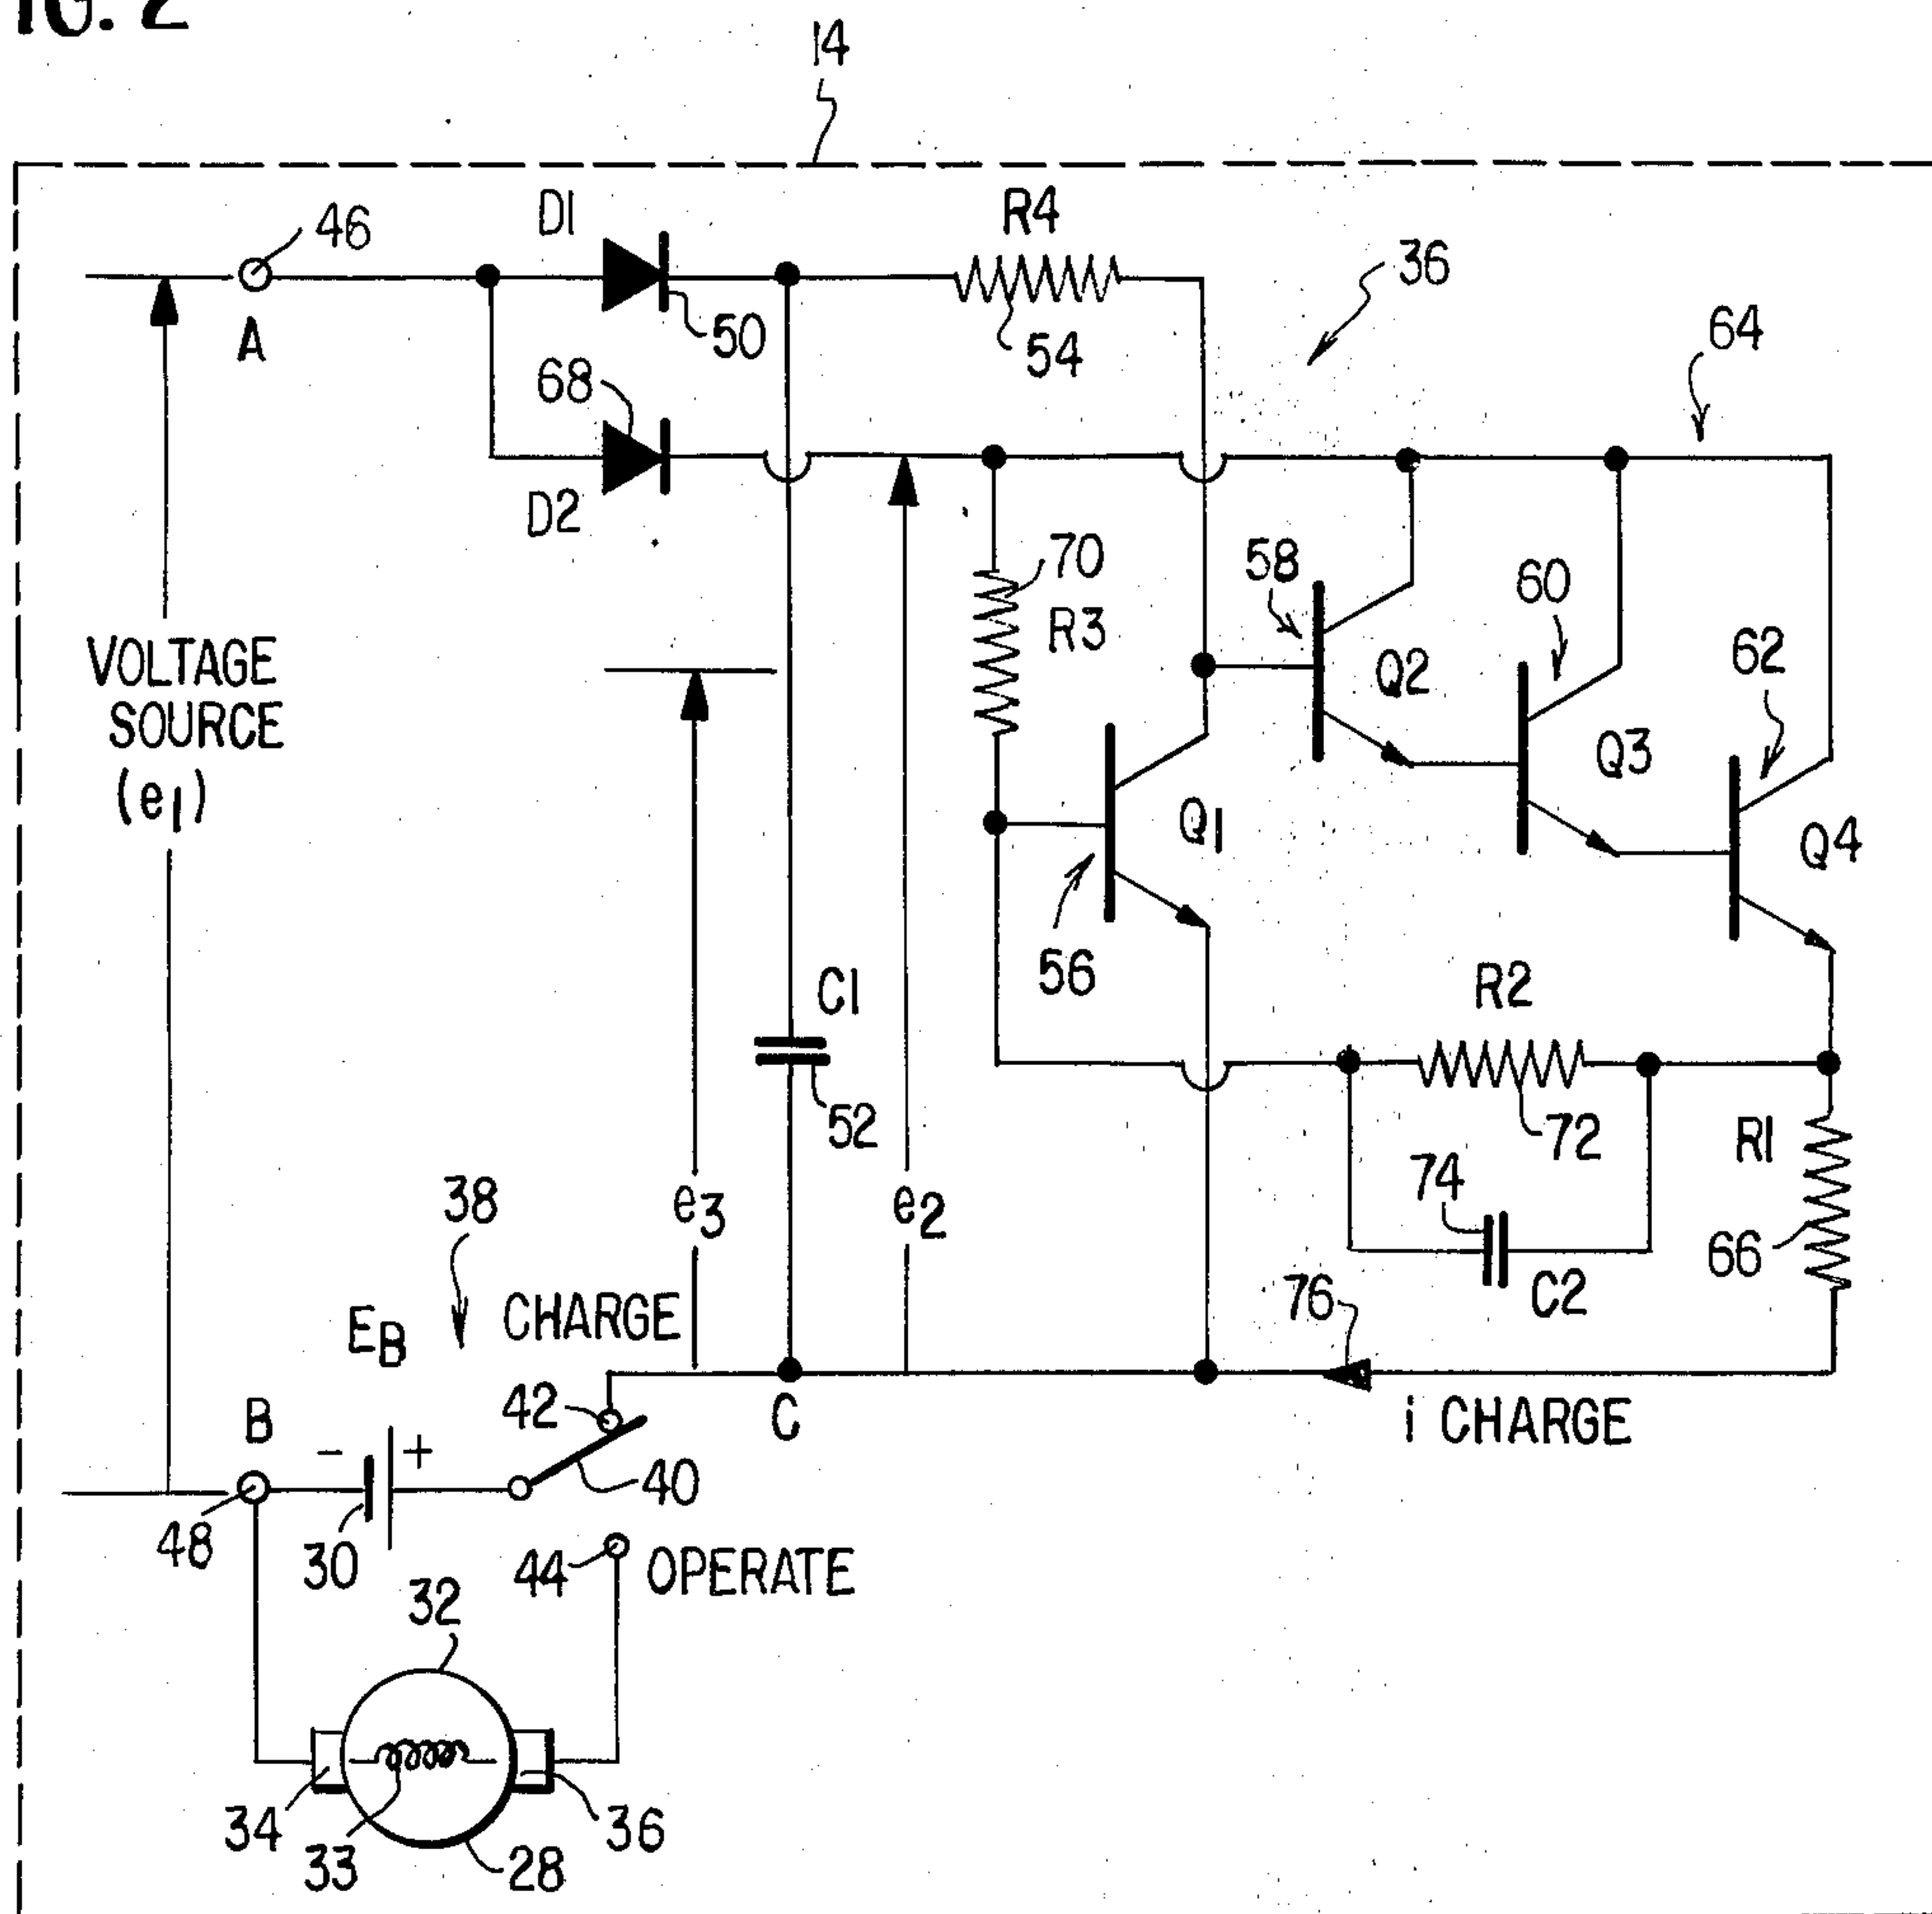 FIG. 2
14
D1
R4
46
36
A
50
54
64
68
D2
70
58
60
R3
62
VOLTAGE
SOURCE
(e1)
Q2
Q3
Q1
Q4
56
C1
R2
52
72
R1
74
38
e3
e2
66
76
C2
EB
CHARGE
42
B
- +
C
i CHARGE
40
48
30
44
OPERATE
32
34
33
28
36